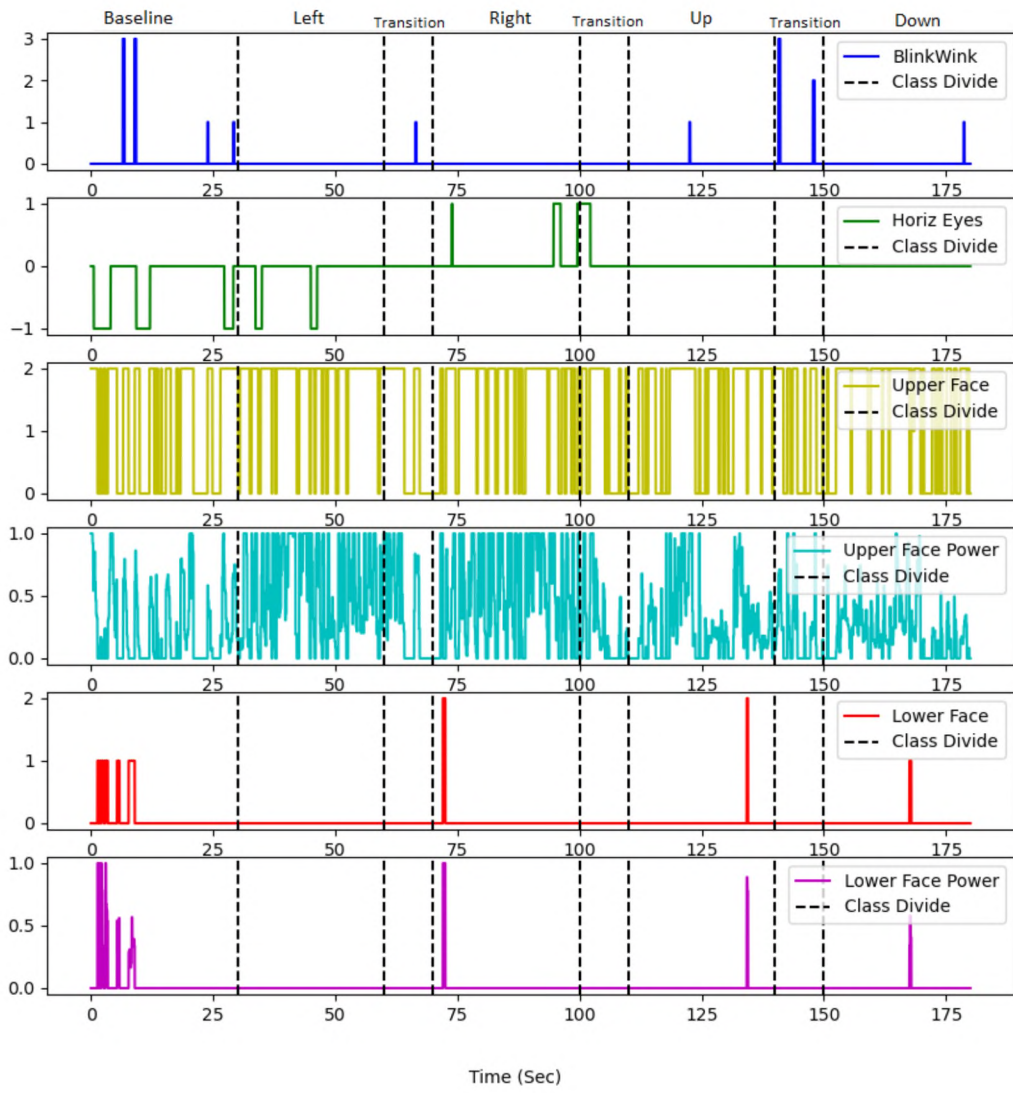 Baseline Left Transition Right Transition Up Transition Down
3
2
1
0
BlinkWink
Class Divide
0 25 50 75 100 125 150 175
1
0
−1
Horiz Eyes
Class Divide
0 25 50 75 100 125 150 175
2
1
0
Upper Face
Class Divide
0 25 50 75 100 125 150 175
1.0
0.5
0.0
Upper Face Power
Class Divide
0 25 50 75 100 125 150 175
2
1
0
Lower Face
Class Divide
0 25 50 75 100 125 150 175
1.0
0.5
0.0
Lower Face Power
Class Divide
0 25 50 75 100 125 150 175
Time (Sec)